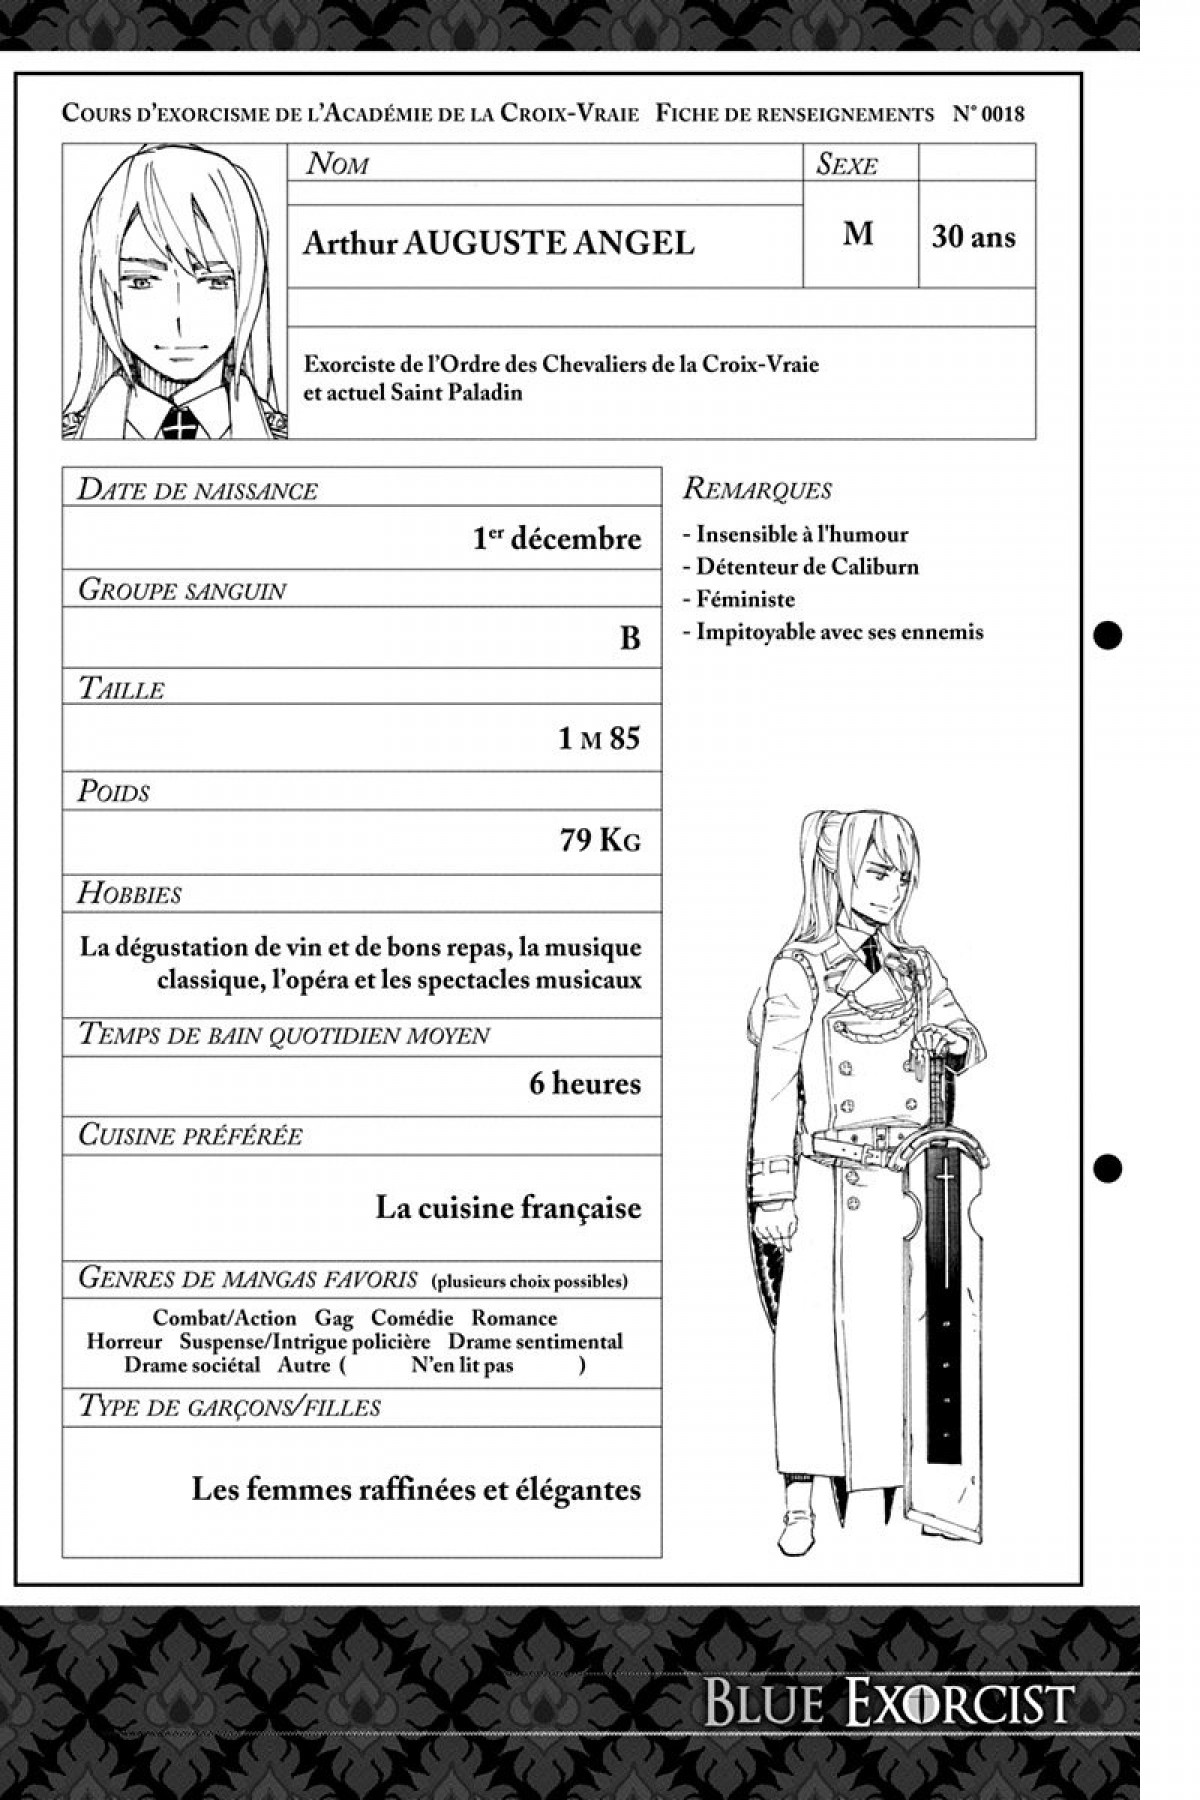 COURS D'EXORCISME DE L'ACADÉMIE DE LA CROIX-VRAIE FICHE DE RENSEIGNEMENTS N° 0018
NOM
SEXE
Arthur AUGUSTE ANGEL
M
30 ans
Exorciste de l'Ordre des Chevaliers de la Croix-Vraie
et actuel Saint Paladin
DATE DE NAISSANCE
1er décembre
GROUPE SANGUIN
B
TAILLE
1 M 85
POIDS
79 KG
HOBBIES
La dégustation de vin et de bons repas, la musique
classique, l'opéra et les spectacles musicaux
TEMPS DE BAIN QUOTIDIEN MOYEN
6 heures
CUISINE PRÉFÉRÉE
La cuisine française
GENRES DE MANGAS FAVORIS (plusieurs choix possibles)
Combat/Action Gag Comédie Romance
Horreur Suspense/Intrigue policière Drame sentimental
Drame sociétal Autre ( N'en lit pas )
TYPE DE GARÇONS/FILLES
Les femmes raffinées et élégantes
REMARQUES
- Insensible à l'humour
- Détenteur de Caliburn
- Féministe
- Impitoyable avec ses ennemis
BLUE EXORCIST